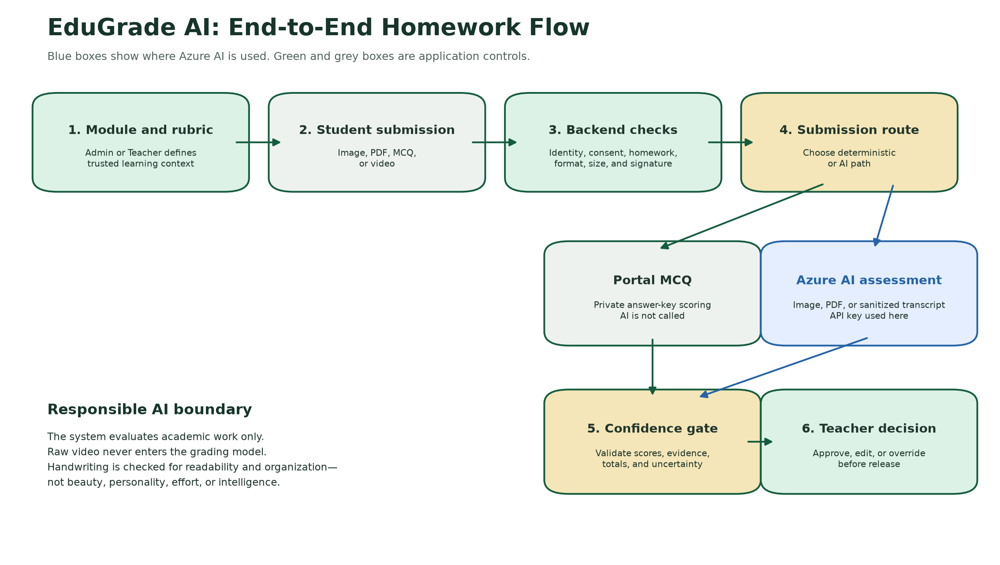 EduGrade AI: End-to-End Homework Flow
Blue boxes show where Azure AI is used. Green and grey boxes are application controls.
1. Module and rubric
Admin or Teacher defines
trusted learning context
2. Student submission
Image, PDF, MCQ,
or video
3. Backend checks
Identity, consent, homework,
format, size, and signature
4. Submission route
Choose deterministic
or AI path
Portal MCQ
Private answer-key scoring
AI is not called
Azure AI assessment
Image, PDF, or sanitized transcript
API key used here
5. Confidence gate
Validate scores, evidence,
totals, and uncertainty
6. Teacher decision
Approve, edit, or override
before release
Responsible AI boundary
The system evaluates academic work only.
Raw video never enters the grading model.
Handwriting is checked for readability and organization—
not beauty, personality, effort, or intelligence.